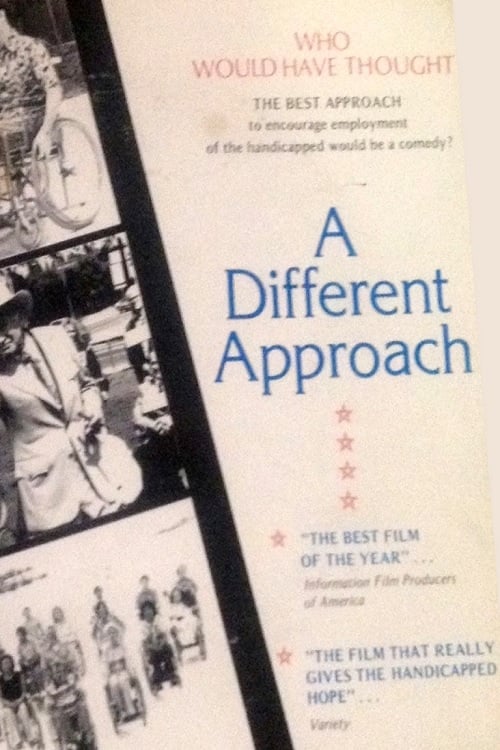 WHO
WOULD HAVE THOUGHT
THE BEST APPROACH
to encourage employment
of the handicapped would be a comedy?
A
Different
Approach
"THE BEST FILM
OF THE YEAR" ...
Information Film Producers
of America
"THE FILM THAT REALLY
GIVES THE HANDICAPPED
HOPE" ...
Variety